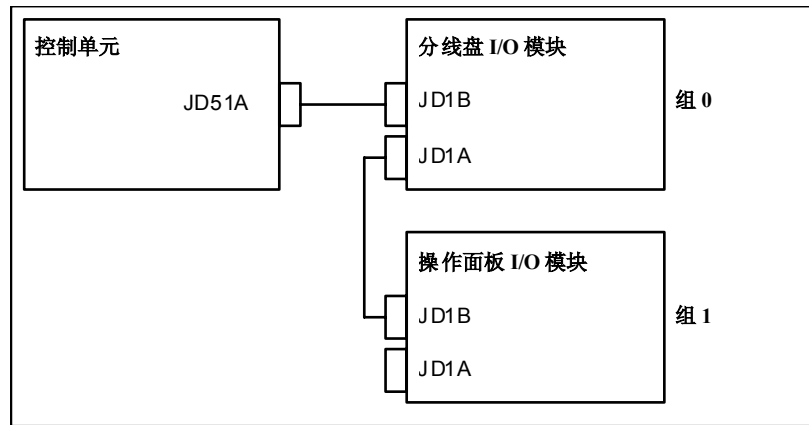 控制单元
JD51A
分线盘 I/O 模块
JD1B
组 0
JD1A
操作面板 I/O 模块
JD1B
组 1
JD1A